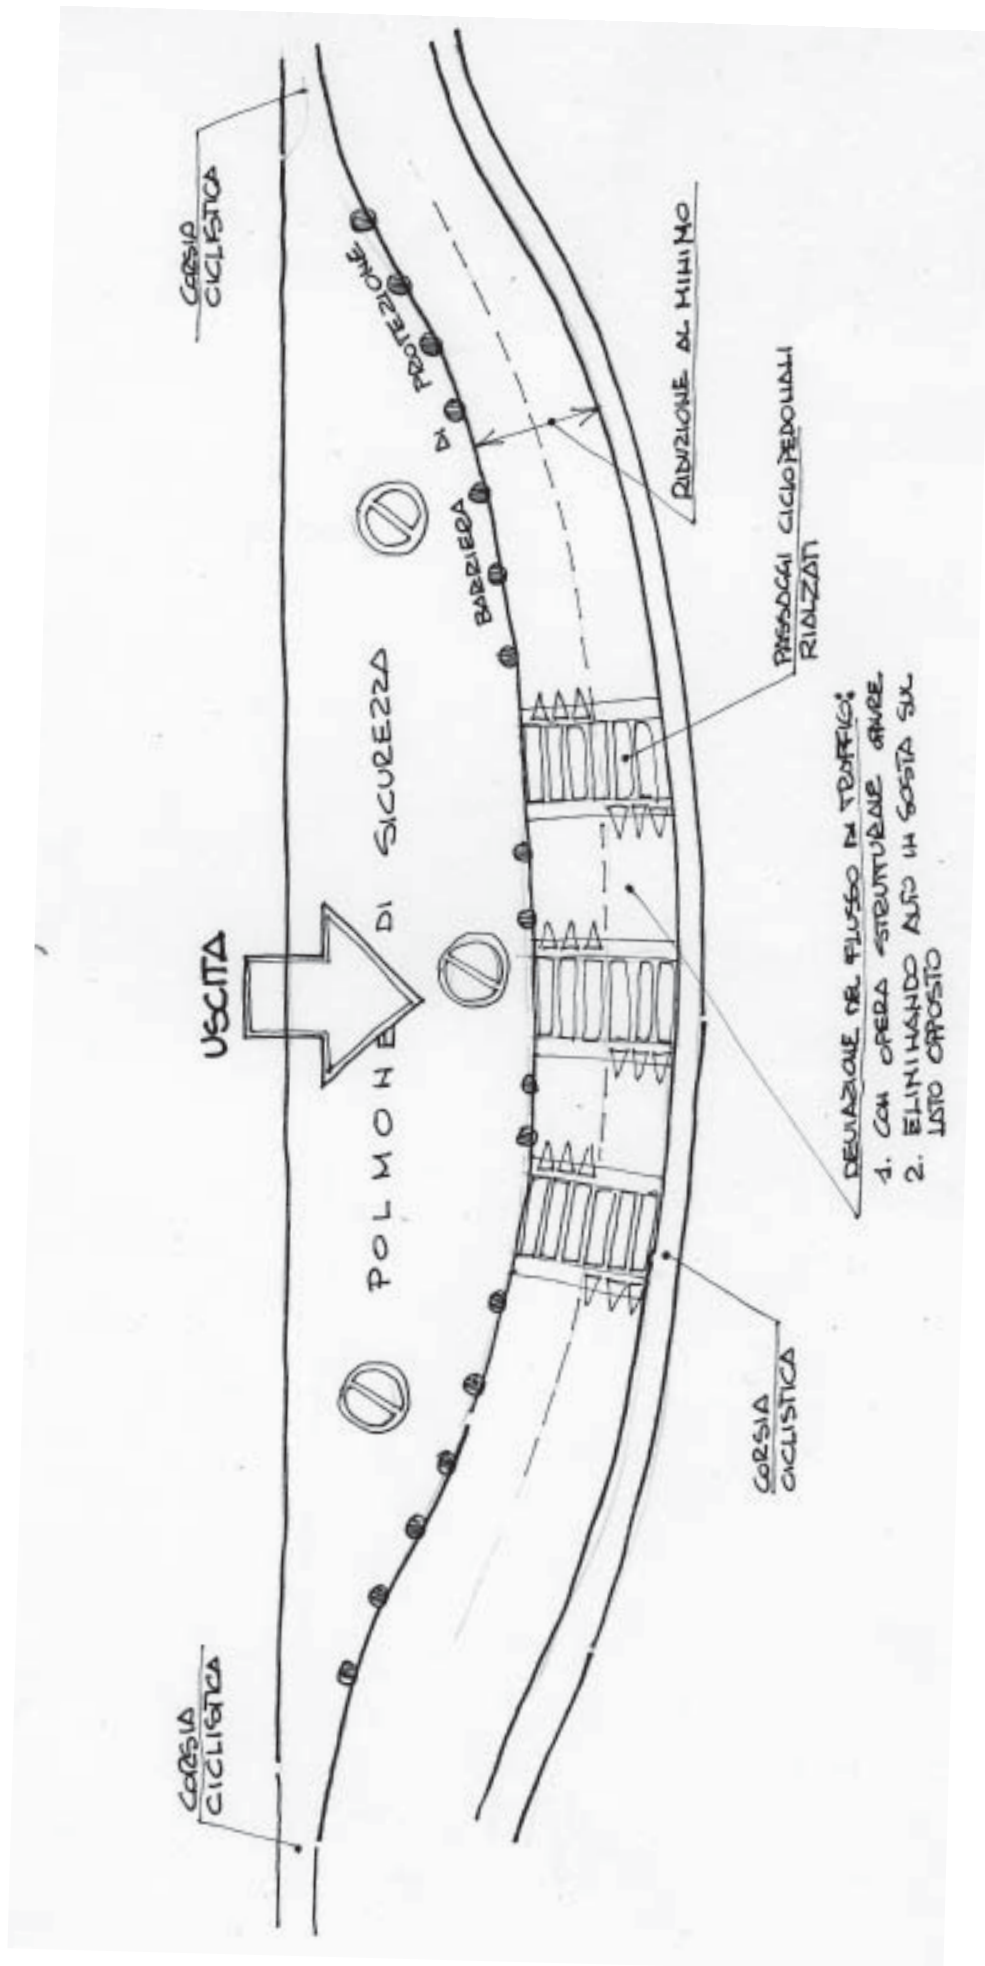 CORSIA
CICLISTICA
USCITA
CORSIA
CICLISTICA
POLMONE DI SICUREZZA
BARRIERA DI PROTEZIONE
CORSIA
CICLISTICA
RIDUZIONE AL MINIMO
PASSAGGI CICLOPEDONALI
RIALZATI
DEVIAZIONE DEL FLUSSO DI TRAFFICO:
1. CON OPERA STRUTTURALE OPPURE
2. ELIMINANDO AUTO IN SOSTA SUL
LATO OPPOSTO